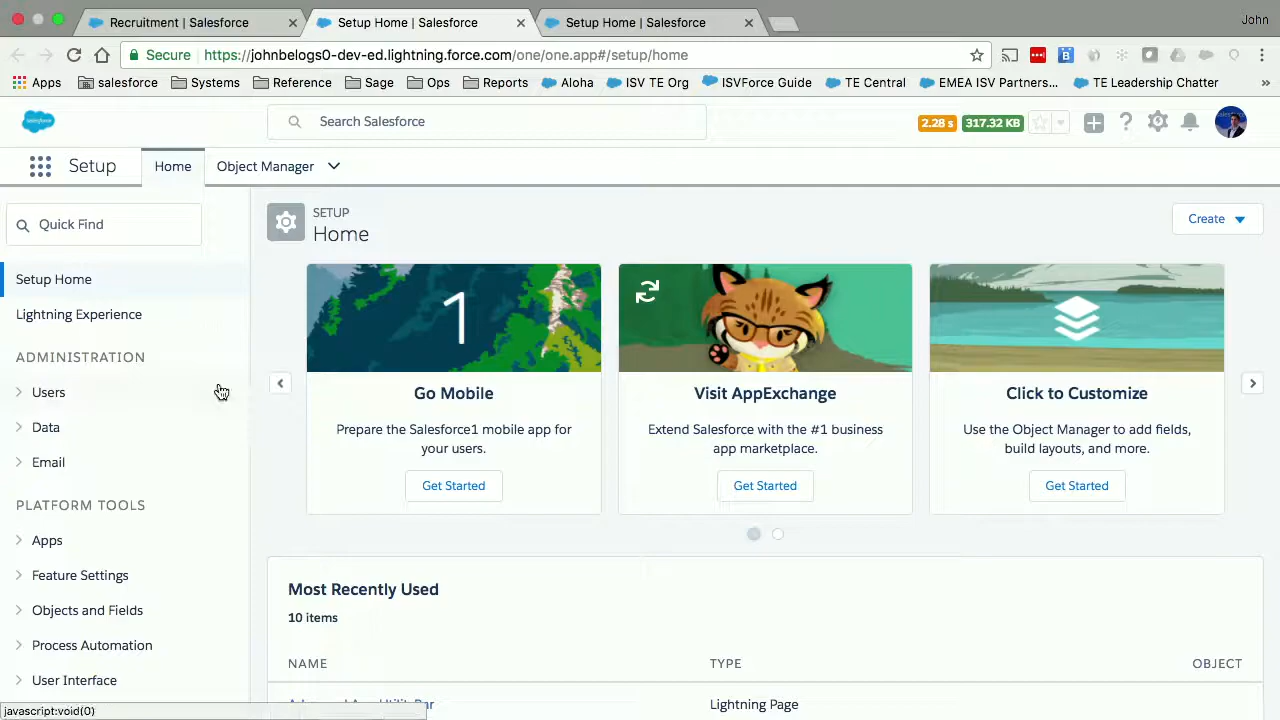 Recruitment | Salesforce
Setup Home | Salesforce
Setup Home | Salesforce
John
Secure
https://johnbelogs0-dev-ed.lightning.force.com/one/one.app#/setup/home
Apps
salesforce
Systems
Reference
Sage
Ops
Reports
Aloha
ISV TE Org
ISVForce Guide
TE Central
EMEA ISV Partners...
TE Leadership Chatter
Search Salesforce
2.28 s
317.32 KB
Setup
Home
Object Manager
Quick Find
SETUP
Home
Create
Setup Home
Lightning Experience
ADMINISTRATION
Users
Data
Email
PLATFORM TOOLS
Apps
Feature Settings
Objects and Fields
Process Automation
User Interface
1
Go Mobile
Prepare the Salesforce1 mobile app for
your users.
Get Started
Visit AppExchange
Extend Salesforce with the #1 business
app marketplace.
Get Started
Click to Customize
Use the Object Manager to add fields,
build layouts, and more.
Get Started
Most Recently Used
10 items
NAME
TYPE
OBJECT
Lightning Page
javascript:void(0)